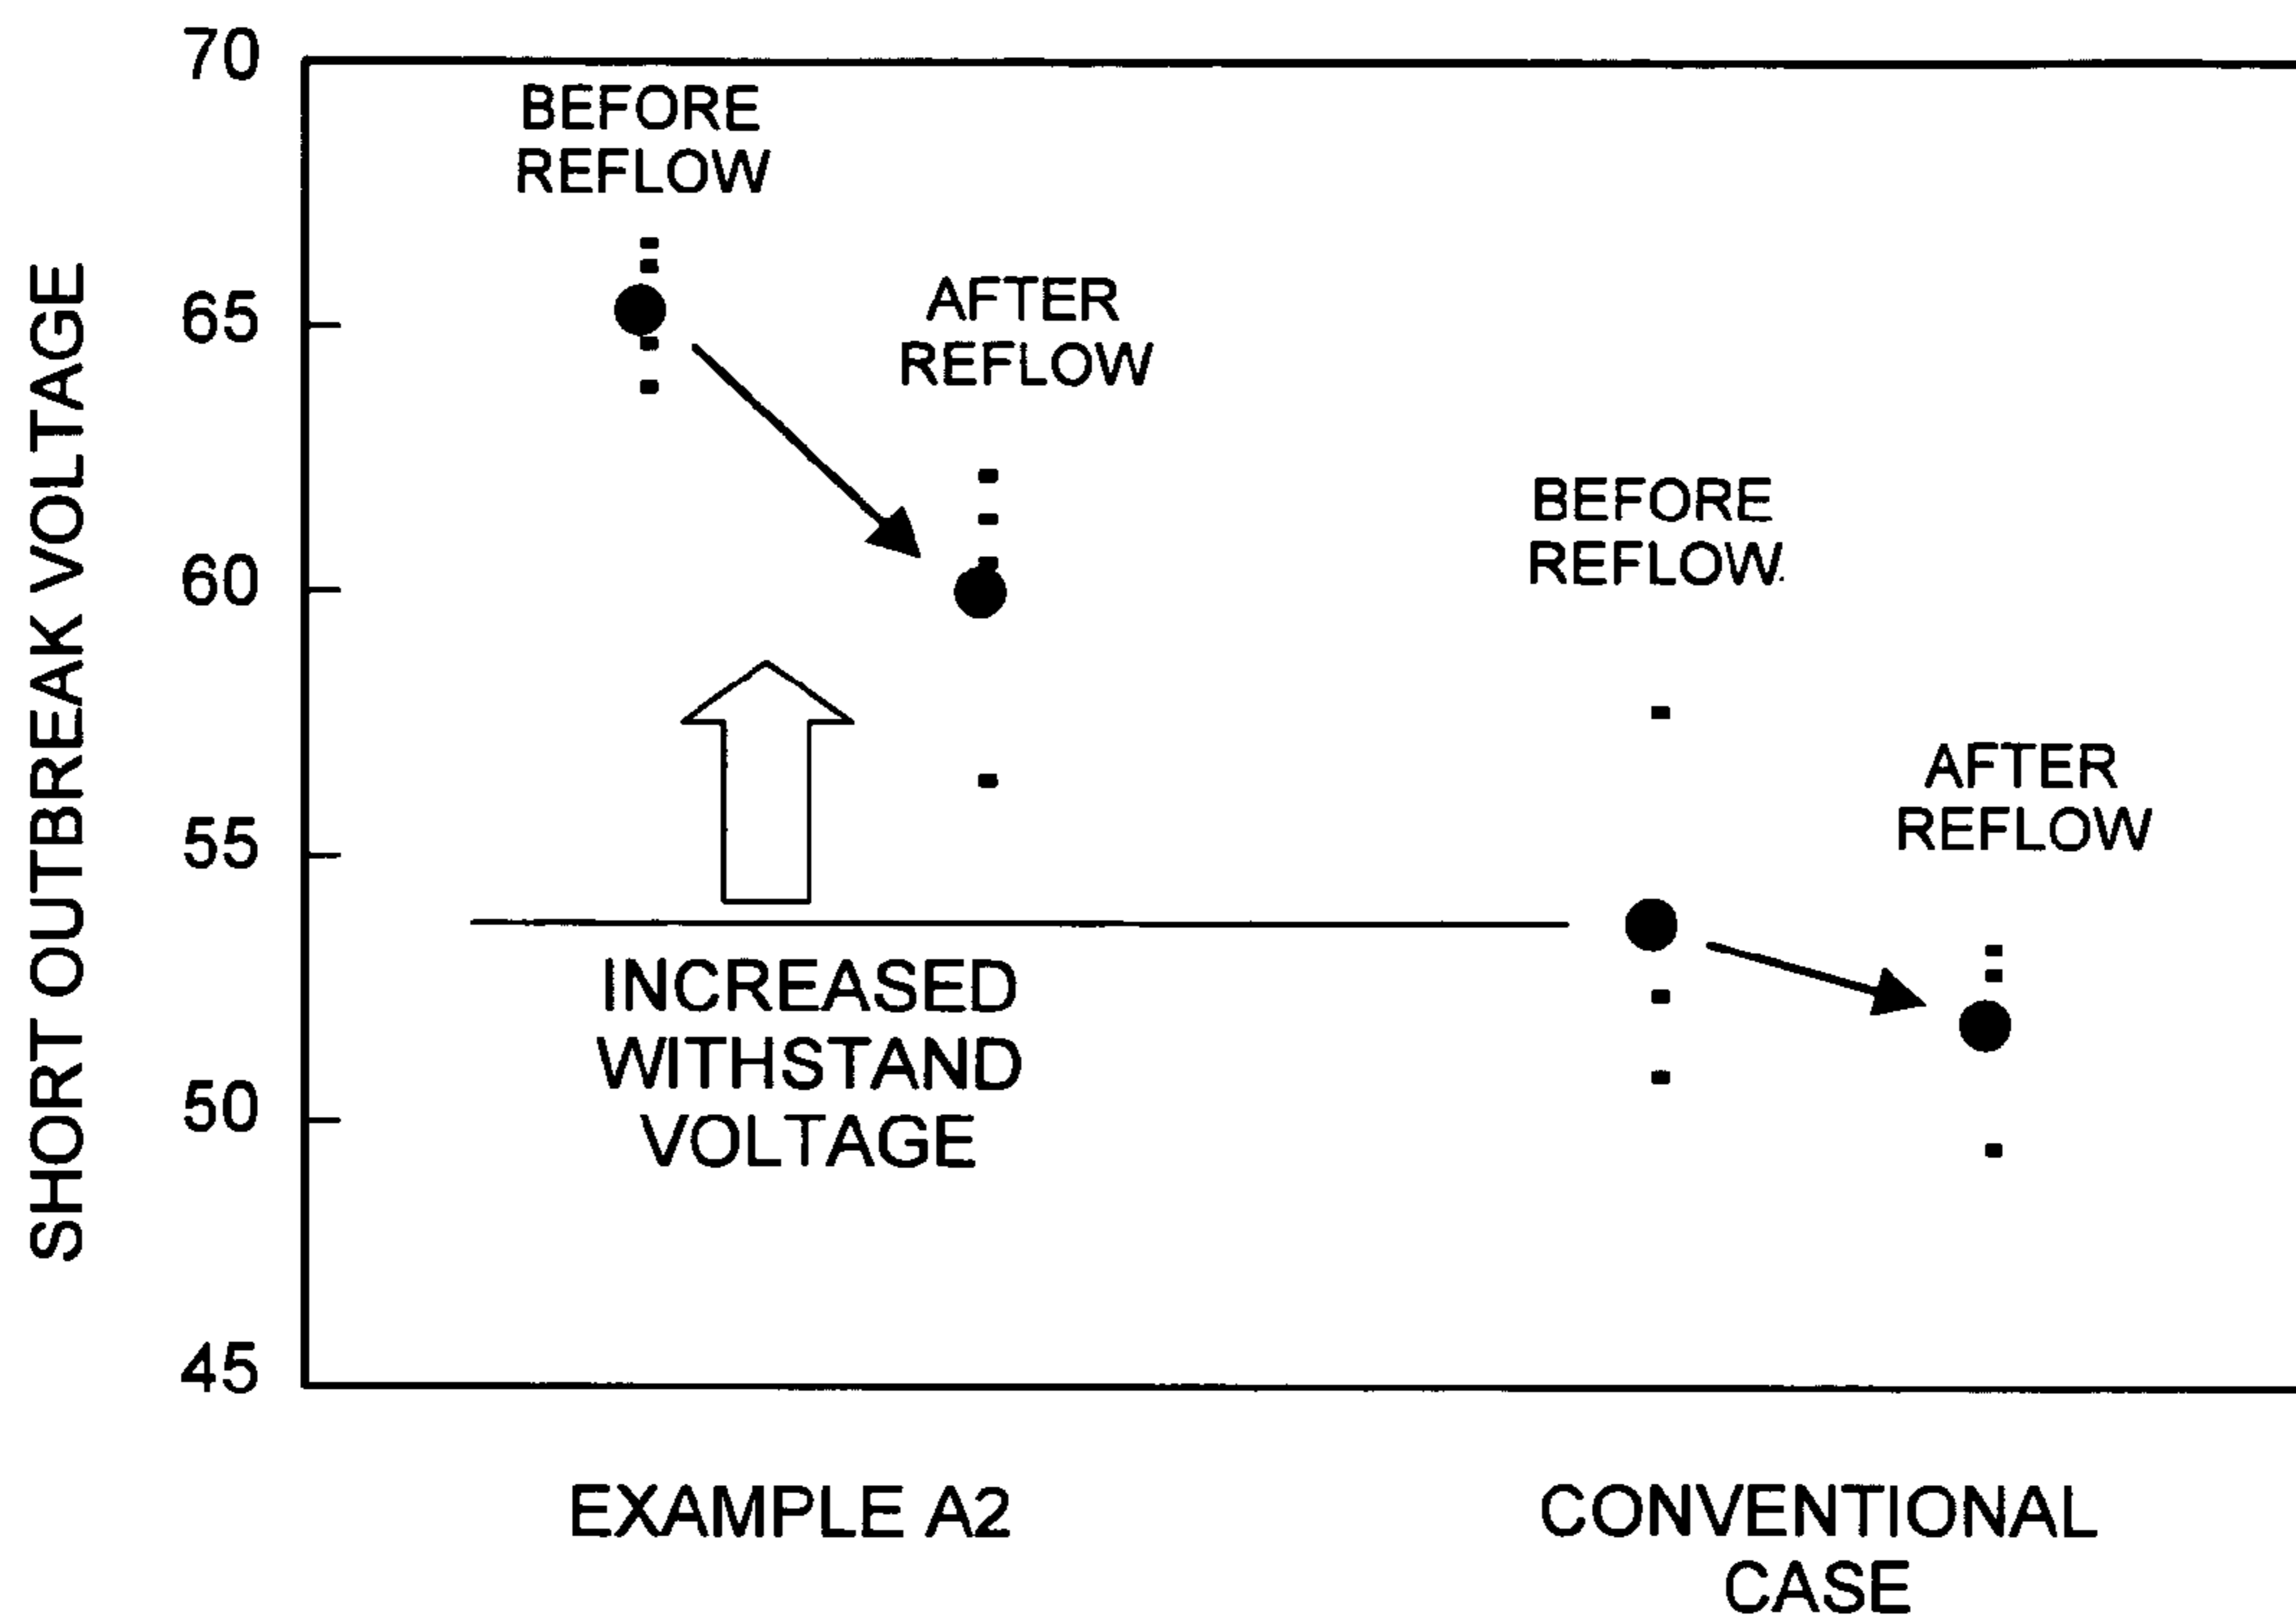 SHORT OUTBREAK VOLTAGE
70
65
60
55
50
45
BEFORE
REFLOW
AFTER
REFLOW
BEFORE
REFLOW
AFTER
REFLOW
INCREASED
WITHSTAND
VOLTAGE
EXAMPLE A2
CONVENTIONAL
CASE